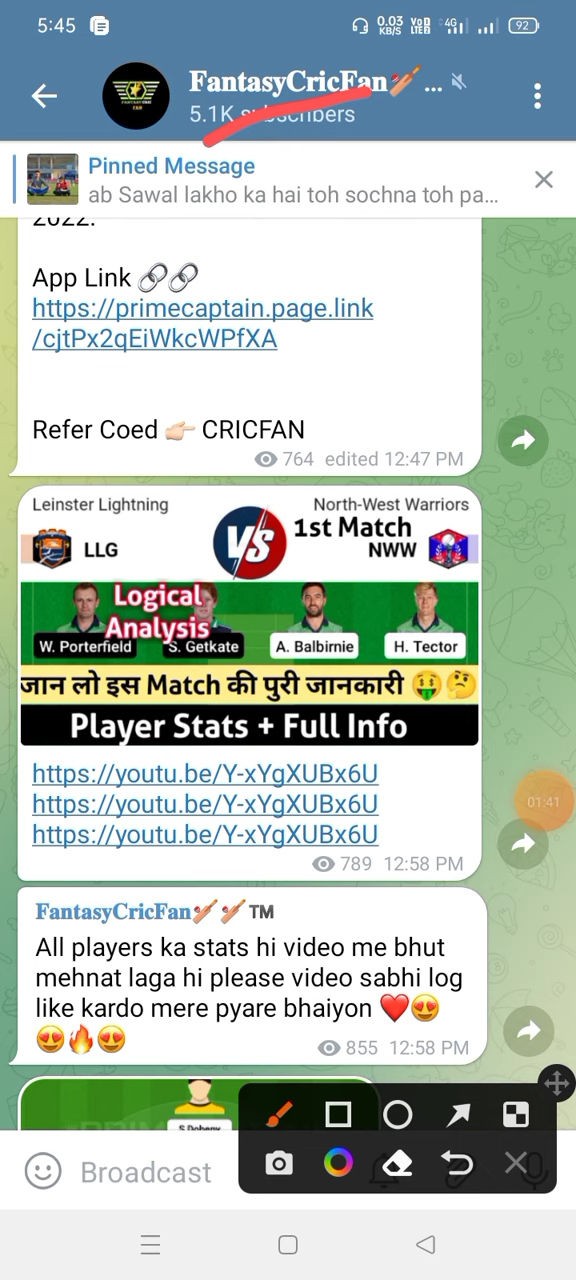 5:45
0.03
KB/S
VoD
LTE2
4G
92
FantasyCricFan🏏...
5.1K subscribers
Pinned Message
ab Sawal lakho ka hai toh sochna toh pa...
2022.
App Link 🔗🔗
https://primecaptain.page.link
/cjtPx2qEiWkcWPfXA
Refer Coed 👉🏻 CRICFAN
764 edited 12:47 PM
Leinster Lightning
North-West Warriors
LLG
VS
1st Match
NWW
Logical
Analysis
W. Porterfield
S. Getkate
A. Balbirnie
H. Tector
जान लो इस Match की पुरी जानकारी 🤑🤔
Player Stats + Full Info
https://youtu.be/Y-xYgXUBx6U
https://youtu.be/Y-xYgXUBx6U
https://youtu.be/Y-xYgXUBx6U
01:41
789 12:58 PM
FantasyCricFan🏏🏏™
All players ka stats hi video me bhut
mehnat laga hi please video sabhi log
like kardo mere pyare bhaiyon ❤️😍
😍🔥😍
855 12:58 PM
S Doheny
Broadcast